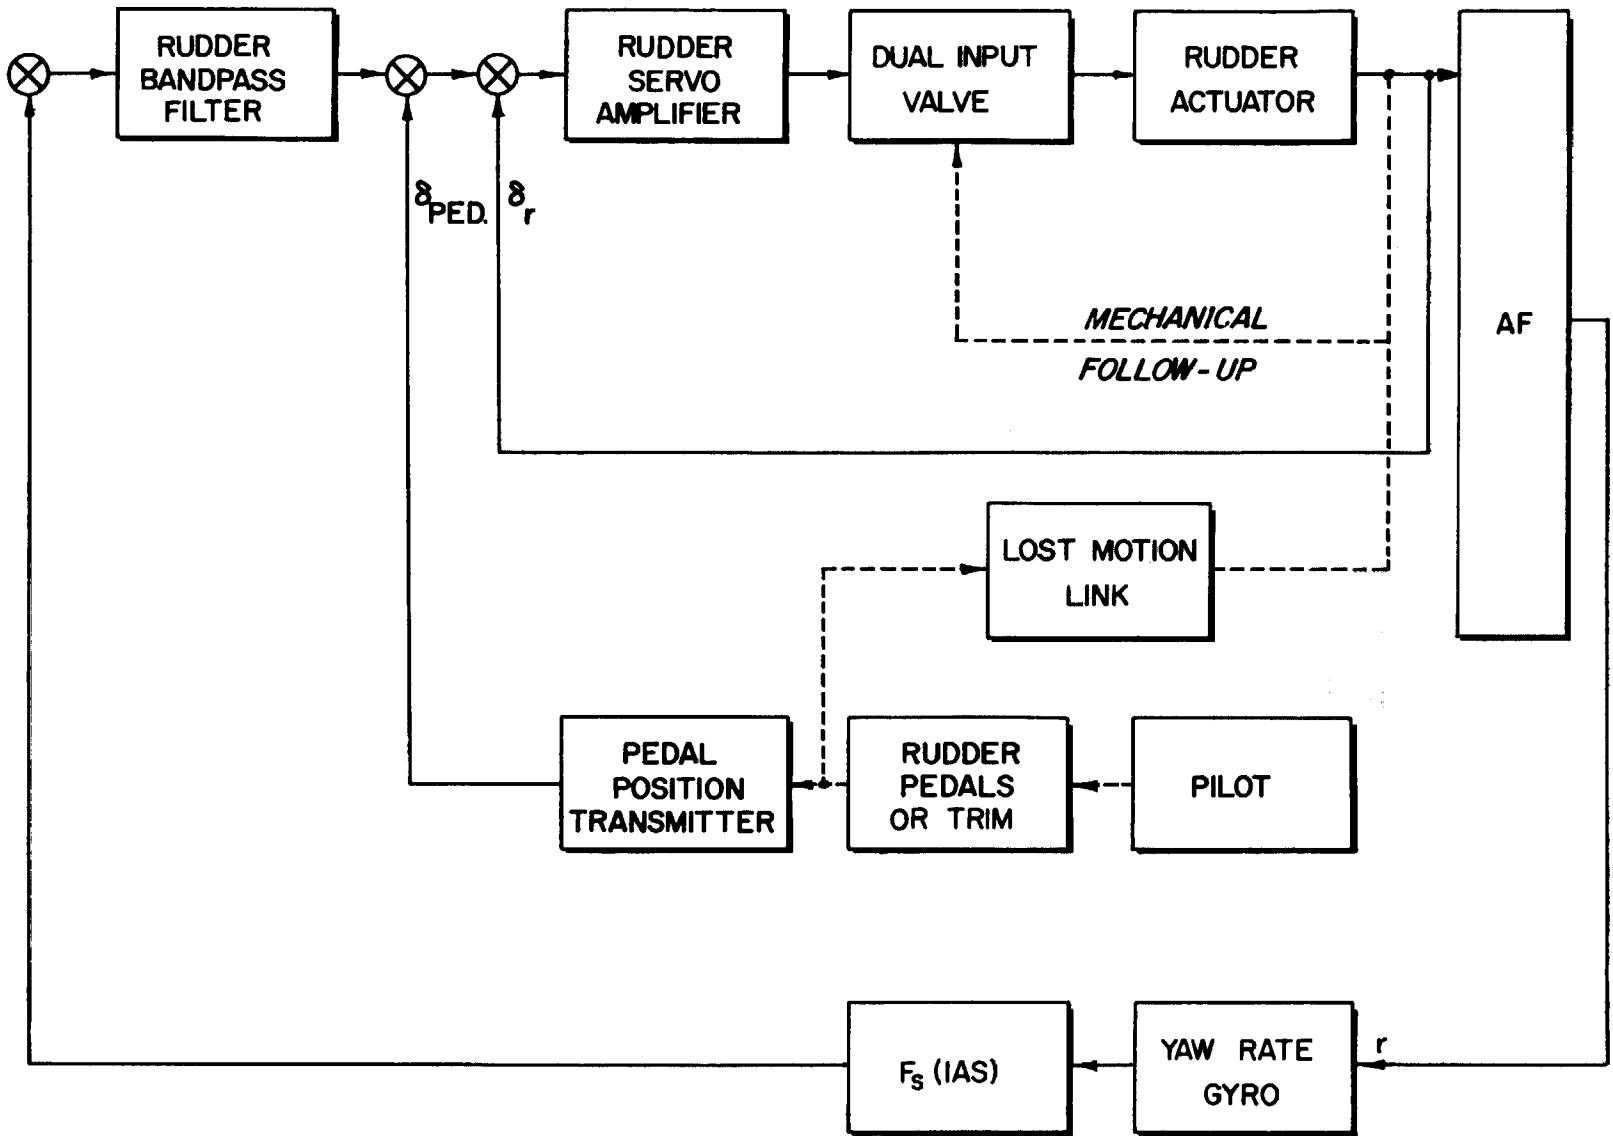 RUDDER
BANDPASS
FILTER
RUDDER
SERVO
AMPLIFIER
DUAL INPUT
VALVE
RUDDER
ACTUATOR
δPED.
δr
MECHANICAL
FOLLOW-UP
AF
LOST MOTION
LINK
PEDAL
POSITION
TRANSMITTER
RUDDER
PEDALS
OR TRIM
PILOT
Fs (IAS)
YAW RATE
GYRO
r